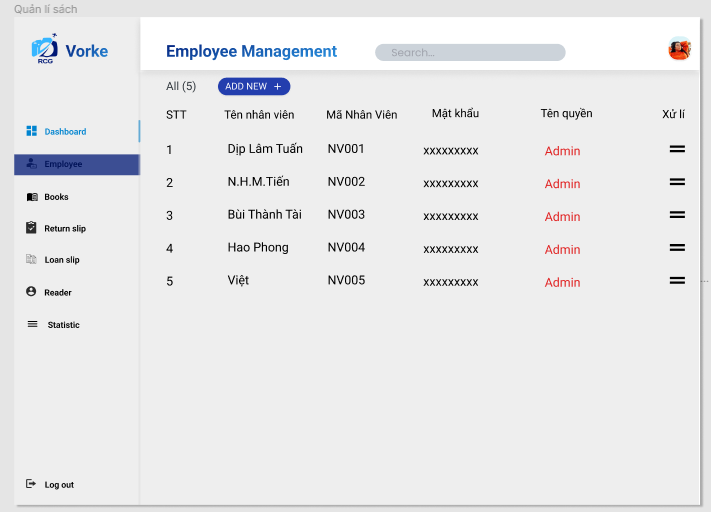 Quản lí sách
RCG
Vorke
Employee Management
Search...
All (5)
ADD NEW +
STT Tên nhân viên Mã Nhân Viên Mật khẩu Tên quyền Xử lí
1 Dịp Lâm Tuấn NV001 xxxxxxxxx Admin
2 N.H.M.Tiến NV002 xxxxxxxxx Admin
3 Bùi Thành Tài NV003 xxxxxxxxx Admin
4 Hao Phong NV004 xxxxxxxxx Admin
5 Việt NV005 xxxxxxxxx Admin
Dashboard
Employee
Books
Return slip
Loan slip
Reader
Statistic
Log out